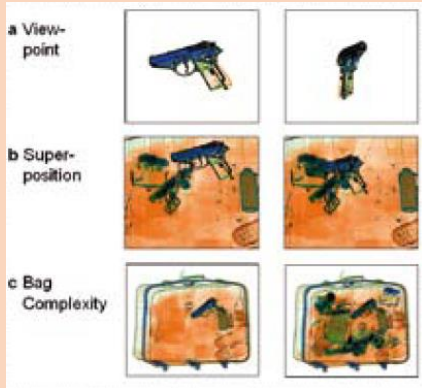 a View-
point
b Super-
position
c Bag
Complexity